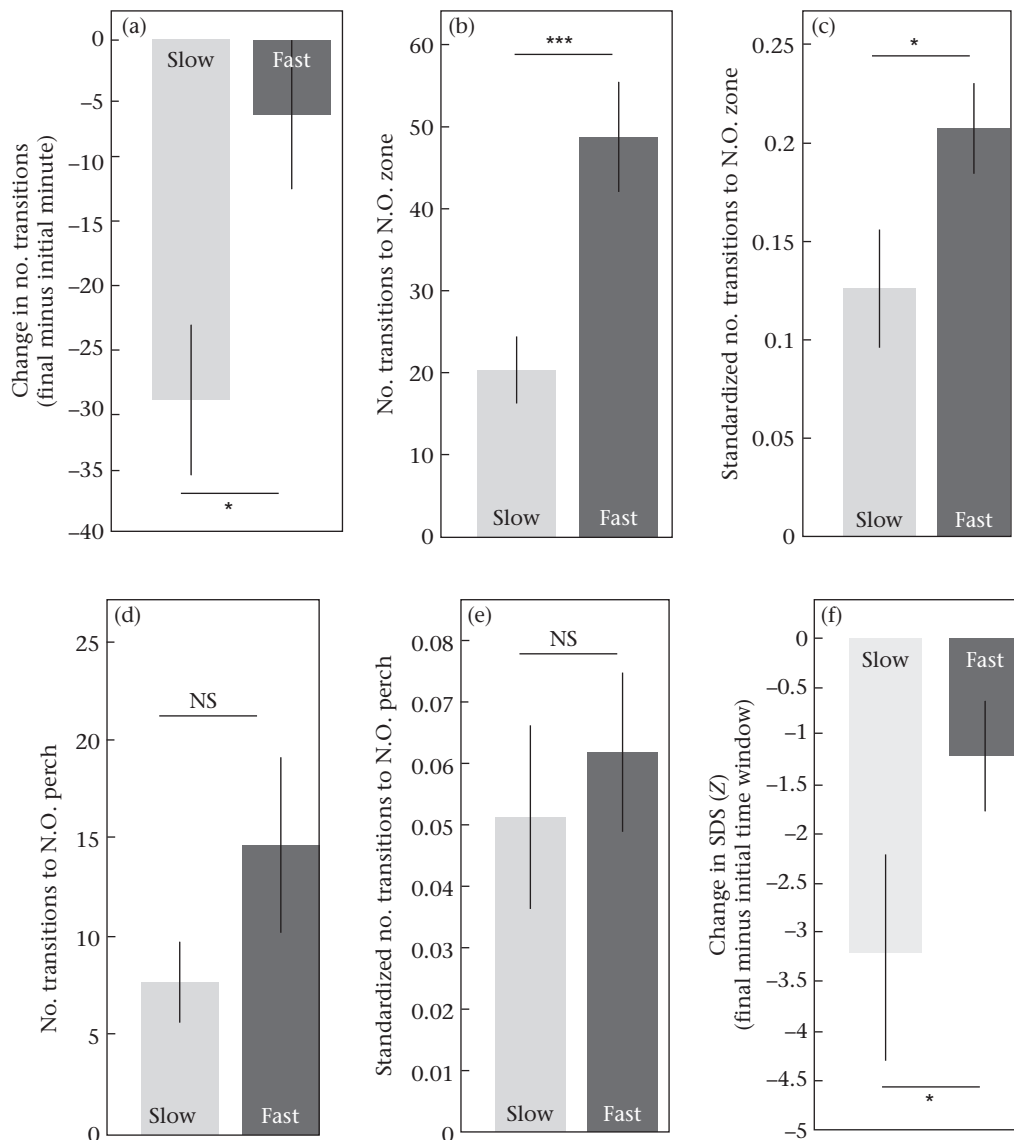 (a)
Change in no. transitions
(final minus initial minute)
0
–5
–10
–15
–20
–25
–30
–35
–40
Slow
Fast
*
(b)
No. transitions to N.O. zone
60
50
40
30
20
10
0
***
Slow
Fast
(c)
Standardized no. transitions to N.O. zone
0.25
0.2
0.15
0.1
0.05
0
*
Slow
Fast
(d)
No. transitions to N.O. perch
25
20
15
10
5
0
NS
Slow
Fast
(e)
Standardized no. transitions to N.O. perch
0.08
0.07
0.06
0.05
0.04
0.03
0.02
0.01
0
NS
Slow
Fast
(f)
Change in SDS (Z)
(final minus initial time window)
0
–0.5
–1
–1.5
–2
–2.5
–3
–3.5
–4
–4.5
–5
Slow
Fast
*